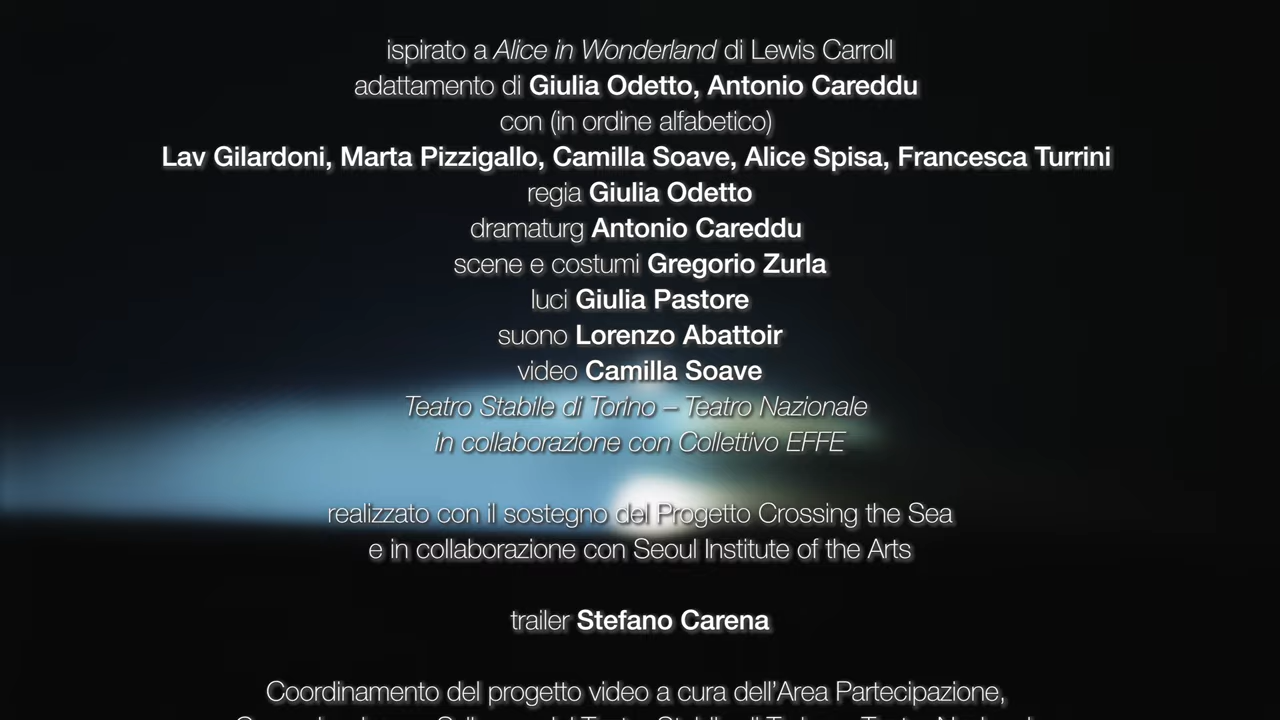 ispirato a Alice in Wonderland di Lewis Carroll
adattamento di Giulia Odetto, Antonio Careddu
con (in ordine alfabetico)
Lav Gilardoni, Marta Pizzigallo, Camilla Soave, Alice Spisa, Francesca Turrini
regia Giulia Odetto
dramaturg Antonio Careddu
scene e costumi Gregorio Zurla
luci Giulia Pastore
suono Lorenzo Abattoir
video Camilla Soave
Teatro Stabile di Torino – Teatro Nazionale
in collaborazione con Collettivo EFFE
realizzato con il sostegno del Progetto Crossing the Sea
e in collaborazione con Seoul Institute of the Arts
trailer Stefano Carena
Coordinamento del progetto video a cura dell’Area Partecipazione,